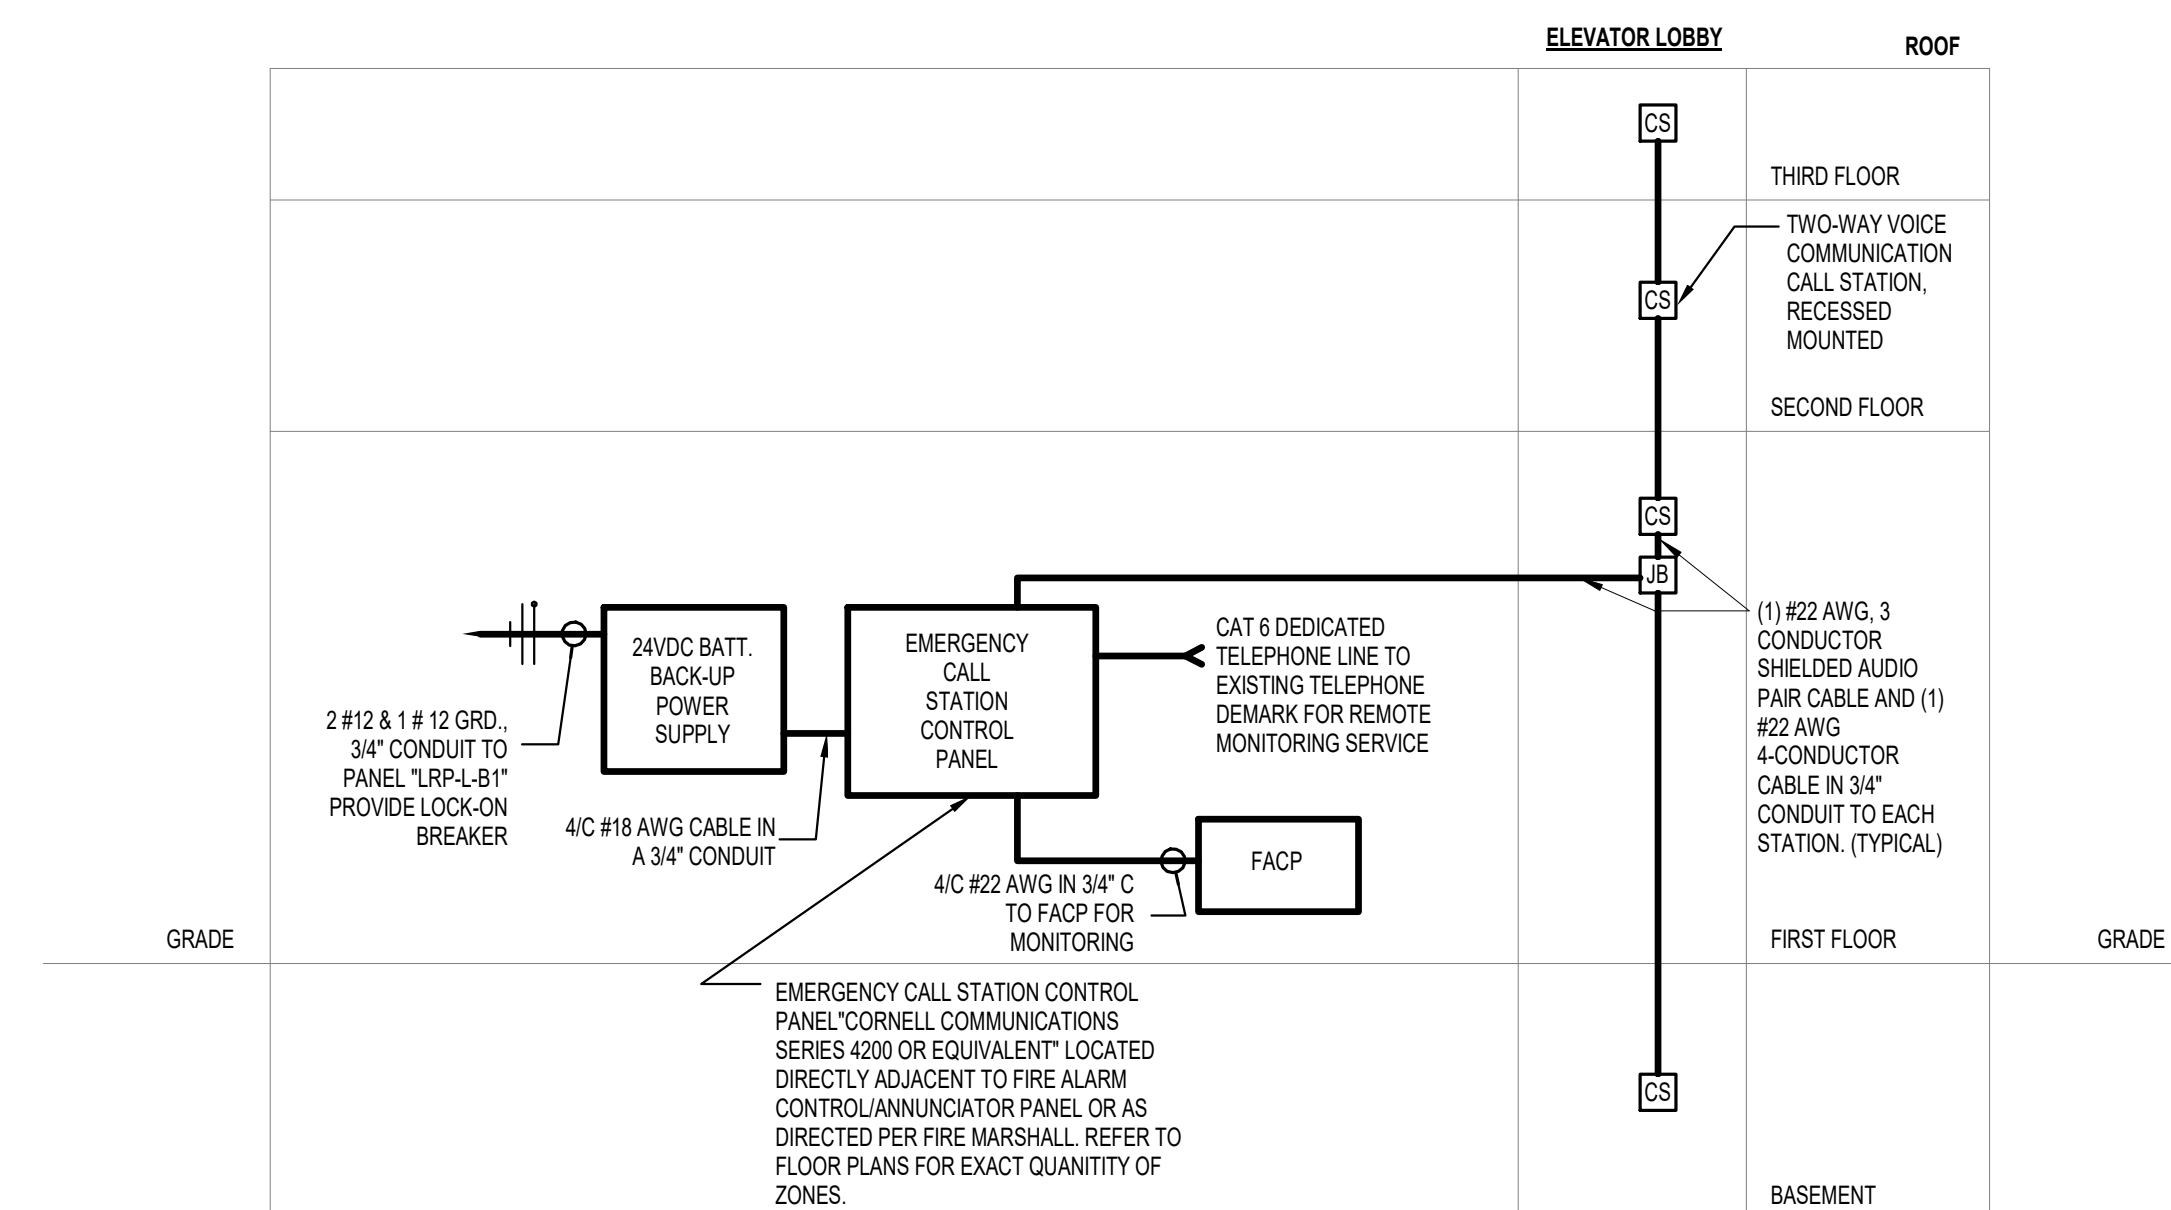 ELEVATOR LOBBY
ROOF
CS
THIRD FLOOR
TWO-WAY VOICE
COMMUNICATION
CALL STATION,
RECESSED
MOUNTED
CS
SECOND FLOOR
CS
JB
24VDC BATT.
BACK-UP
POWER
SUPPLY
EMERGENCY
CALL
STATION
CONTROL
PANEL
CAT 6 DEDICATED
TELEPHONE LINE TO
EXISTING TELEPHONE
DEMARK FOR REMOTE
MONITORING SERVICE
(1) #22 AWG, 3
CONDUCTOR
SHIELDED AUDIO
PAIR CABLE AND (1)
#22 AWG
4-CONDUCTOR
CABLE IN 3/4"
CONDUIT TO EACH
STATION. (TYPICAL)
2 #12 & 1 # 12 GRD.,
3/4" CONDUIT TO
PANEL "LRP-L-B1"
PROVIDE LOCK-ON
BREAKER
4/C #18 AWG CABLE IN
A 3/4" CONDUIT
FACP
4/C #22 AWG IN 3/4" C
TO FACP FOR
MONITORING
GRADE
FIRST FLOOR
GRADE
EMERGENCY CALL STATION CONTROL
PANEL"CORNELL COMMUNICATIONS
SERIES 4200 OR EQUIVALENT" LOCATED
DIRECTLY ADJACENT TO FIRE ALARM
CONTROL/ANNUNCIATOR PANEL OR AS
DIRECTED PER FIRE MARSHALL. REFER TO
FLOOR PLANS FOR EXACT QUANITITY OF
ZONES.
CS
BASEMENT